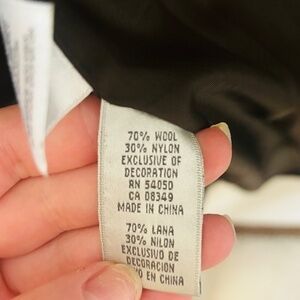 70% WOOL
30% NYLON
EXCLUSIVE OF
DECORATION
RN 54050
CA 08349
MADE IN CHINA
70% LANA
30% NILON
EXCLUSIVO DE
DECORACION
EN CHINA